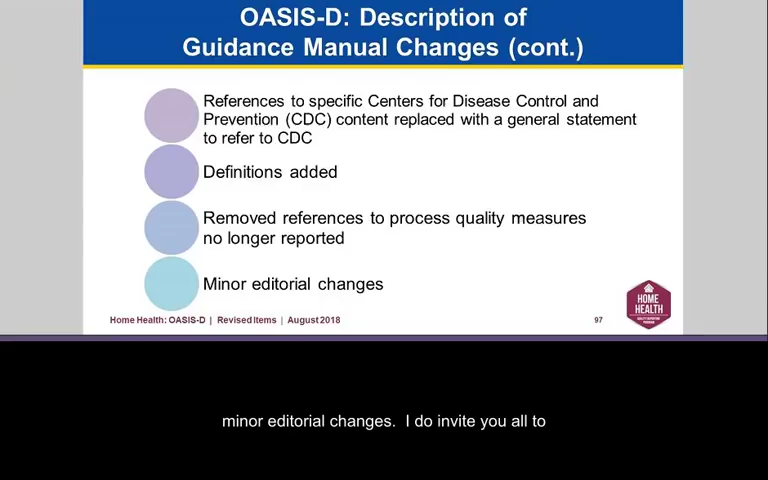 OASIS-D: Description of
Guidance Manual Changes (cont.)
References to specific Centers for Disease Control and
Prevention (CDC) content replaced with a general statement
to refer to CDC
Definitions added
Removed references to process quality measures
no longer reported
Minor editorial changes
Home Health: OASIS-D | Revised Items | August 2018
97
HOME
HEALTH
QUALITY REPORTING
PROGRAM
minor editorial changes. I do invite you all to